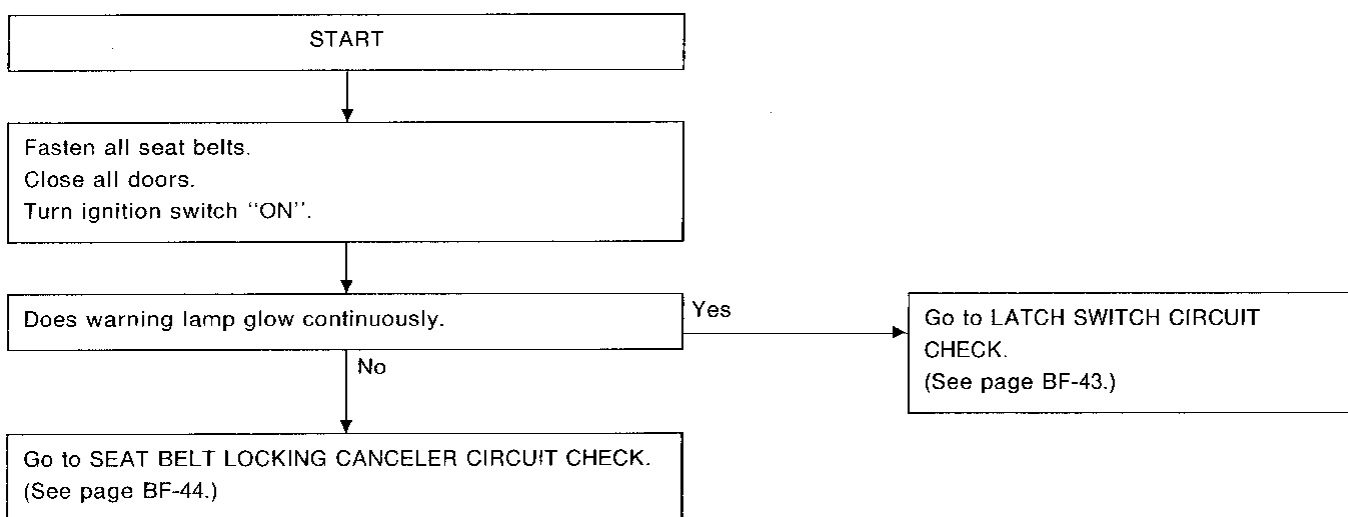 START
Fasten all seat belts.
Close all doors.
Turn ignition switch “ON”.
Does warning lamp glow continuously.
Yes
Go to LATCH SWITCH CIRCUIT
CHECK.
(See page BF-43.)
No
Go to SEAT BELT LOCKING CANCELER CIRCUIT CHECK.
(See page BF-44.)